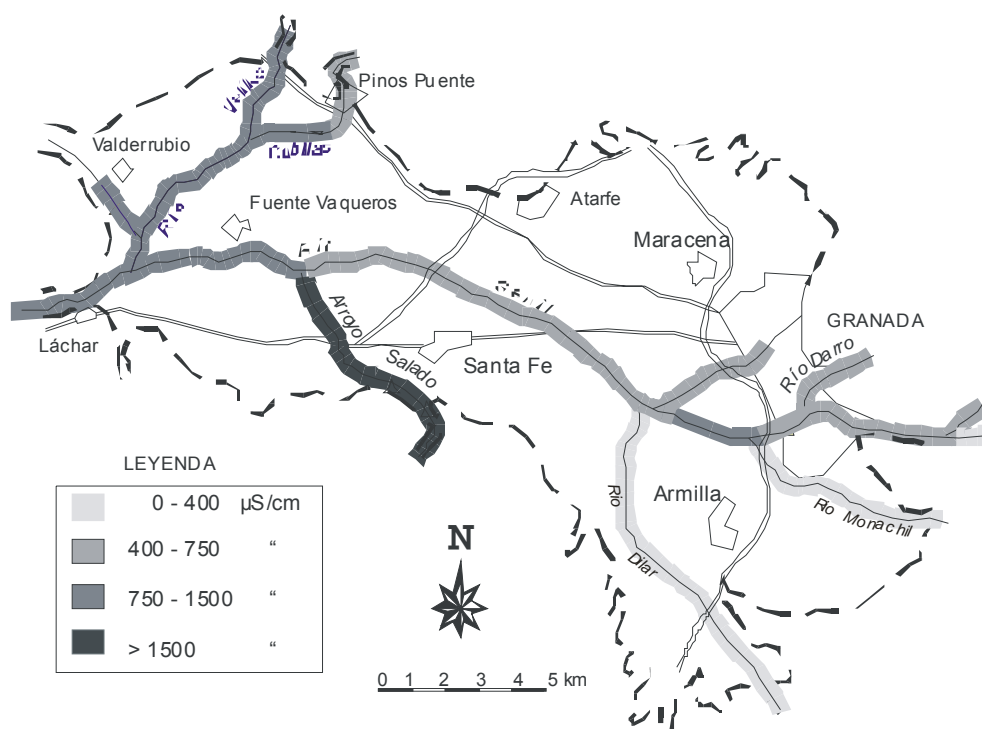 Pinos Puente
Valderrubio
Fuente Vaqueros
Atarfe
Maracena
GRANADA
Río Darro
Láchar
Arroyo
Salado
Santa Fe
Armilla
Río
Dílar
Río Monachil
LEYENDA
0 - 400 µS/cm
400 - 750 “
750 - 1500 “
> 1500 “
N
0 1 2 3 4 5 km